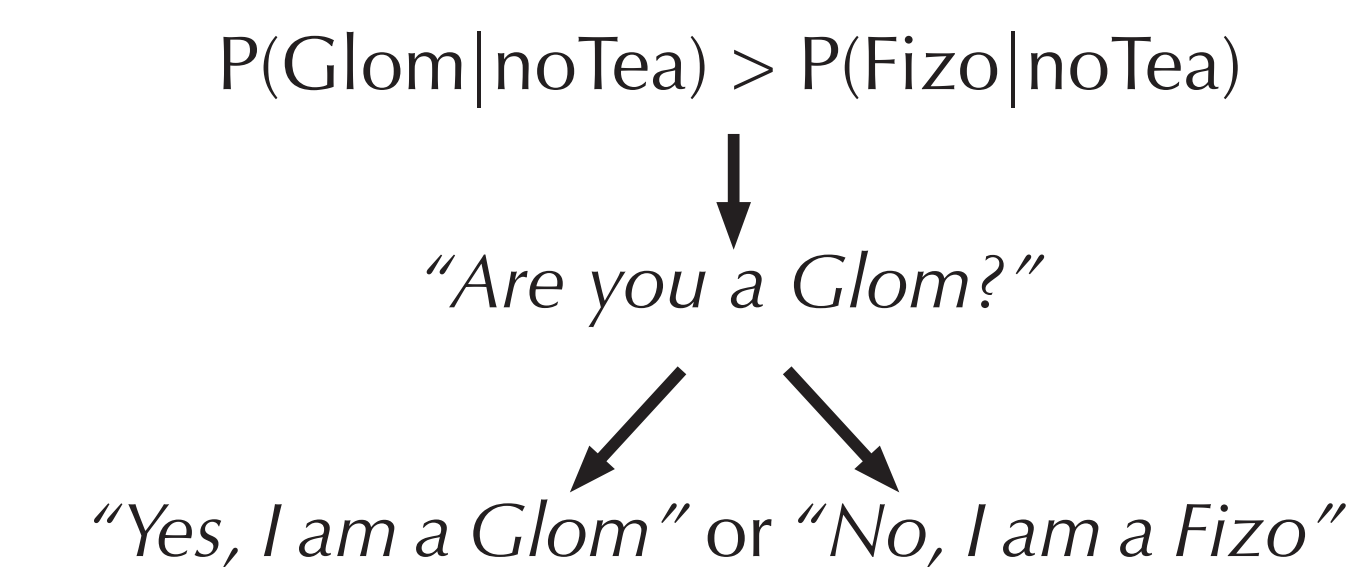 P(Glom|noTea) > P(Fizo|noTea)
“Are you a Glom?”
“Yes, I am a Glom” or “No, I am a Fizo”